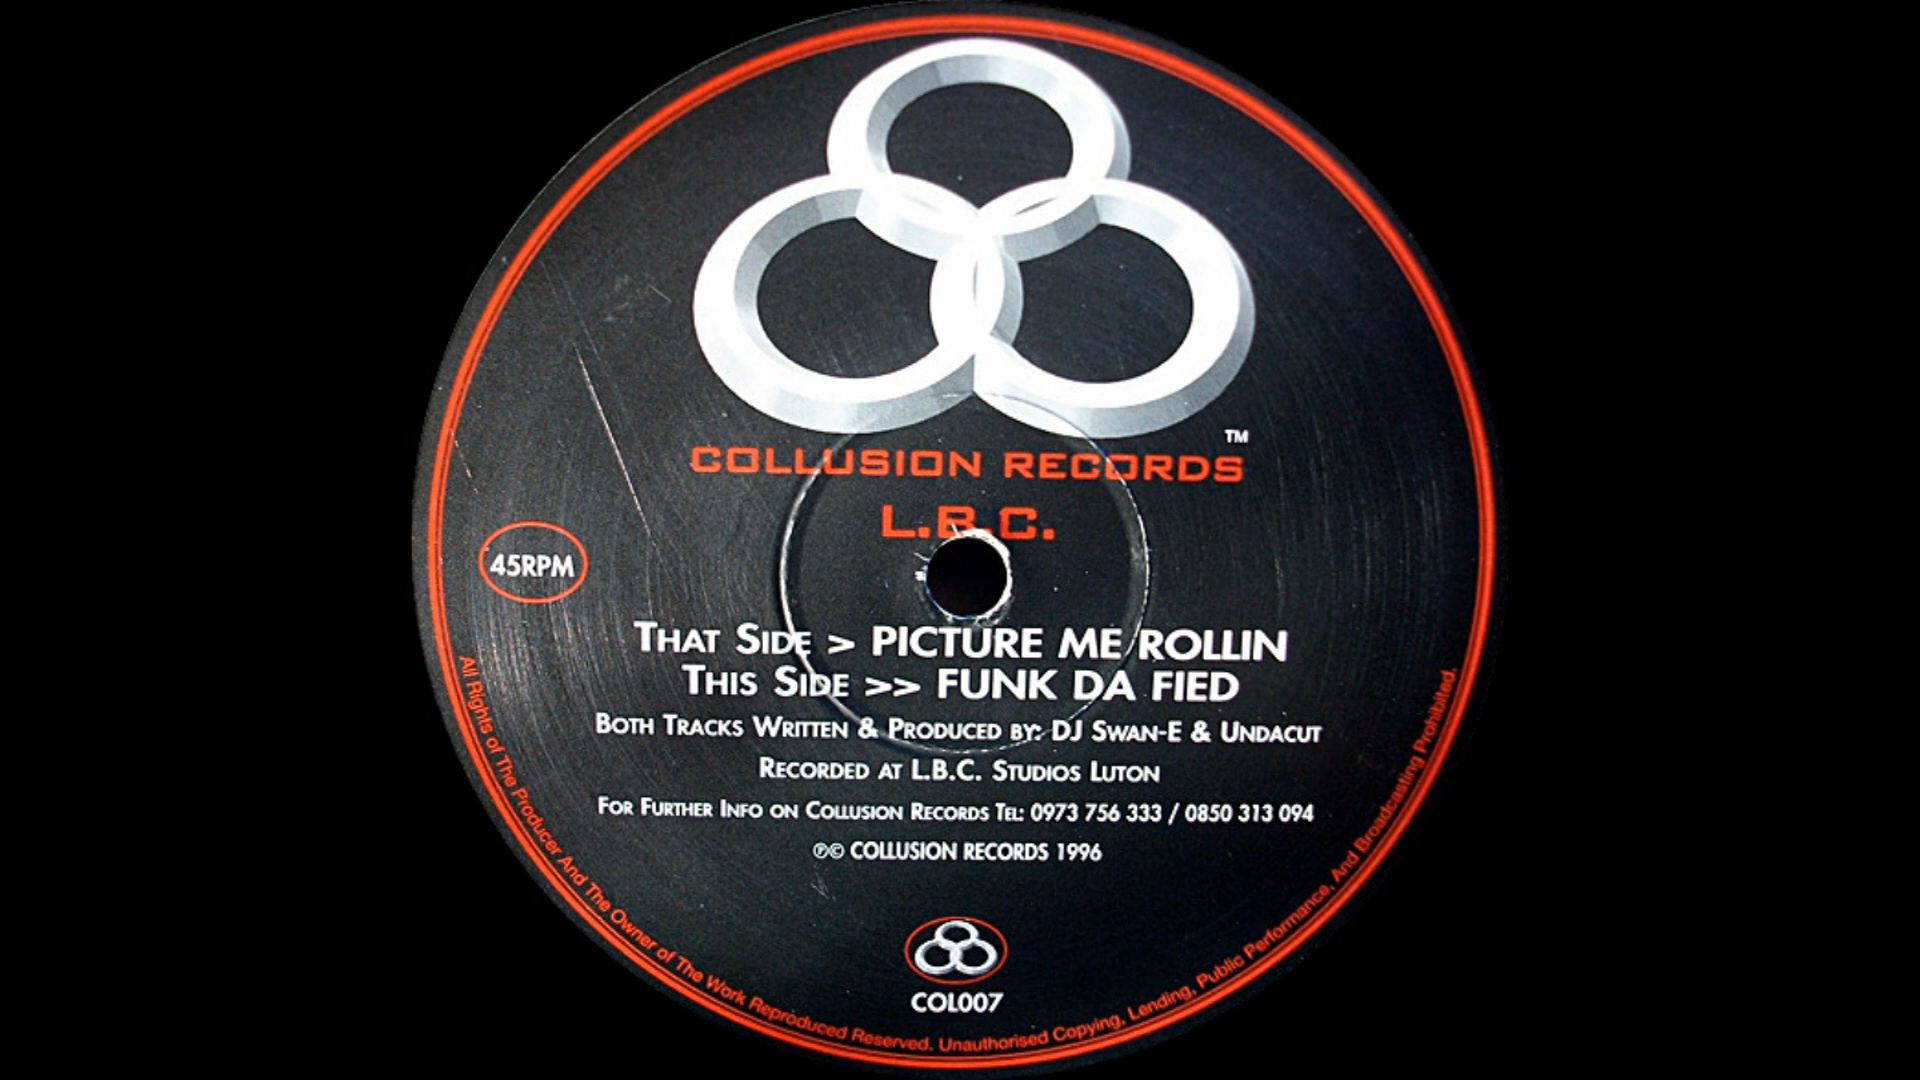 TM
COLLUSION RECORDS
L.B.C.
45RPM
THAT SIDE > PICTURE ME ROLLIN
THIS SIDE >> FUNK DA FIED
BOTH TRACKS WRITTEN & PRODUCED BY: DJ SWAN-E & UNDACUT
RECORDED AT L.B.C. STUDIOS LUTON
FOR FURTHER INFO ON COLLUSION RECORDS TEL: 0973 756 333 / 0850 313 094
℗© COLLUSION RECORDS 1996
COL007
All Rights of The Producer And The Owner of The Work Reproduced Reserved. Unauthorised Copying, Lending, Public Performance, And Broadcasting Prohibited.